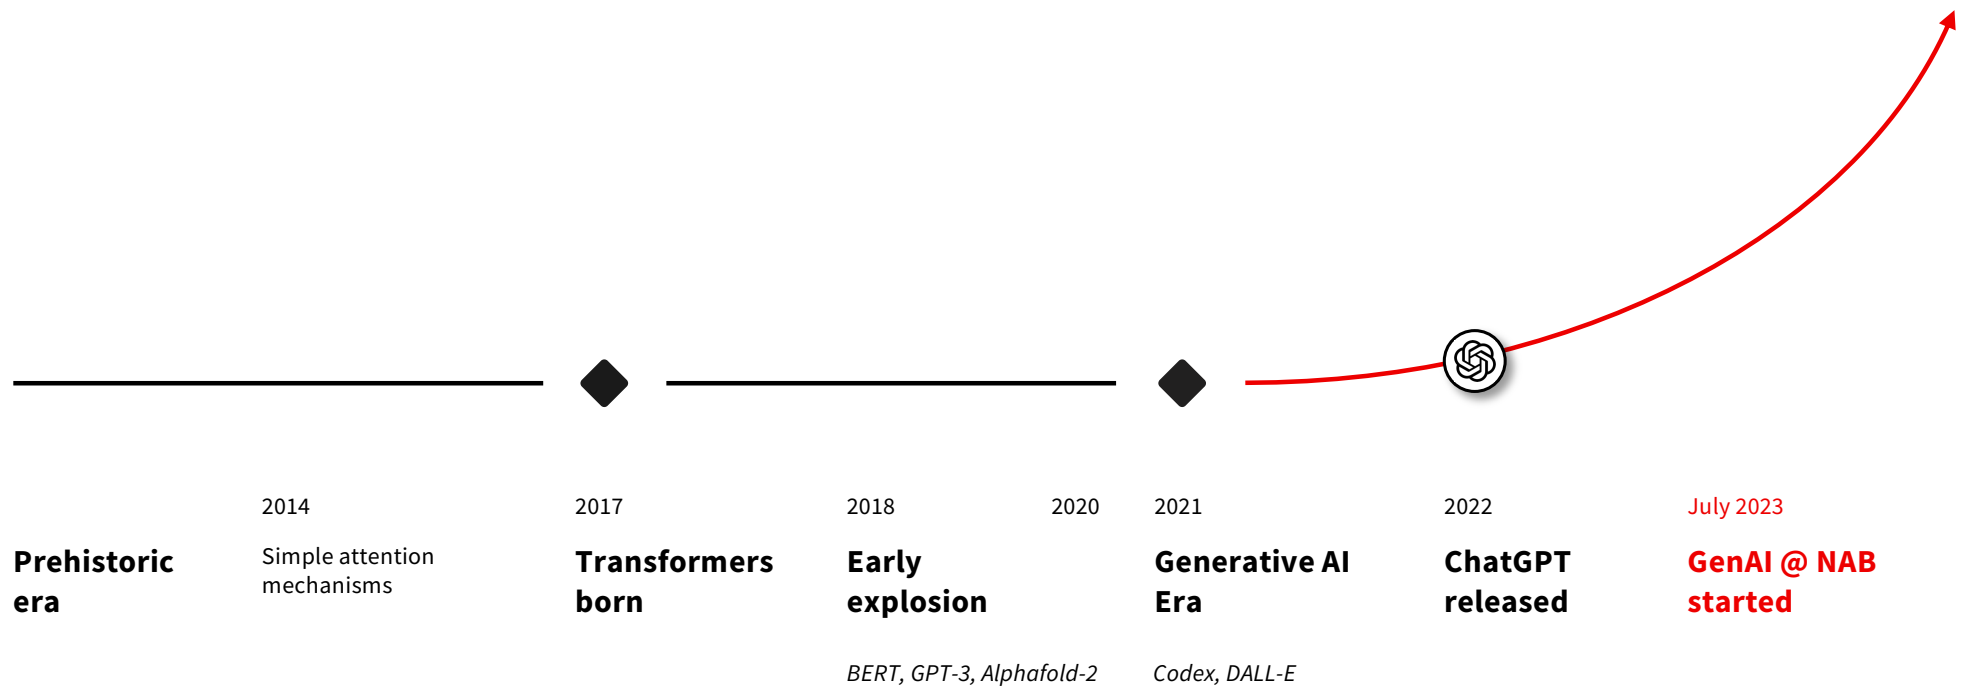 Prehistoric
era
2014
Simple attention
mechanisms
2017
Transformers
born
2018
2020
Early
explosion
BERT, GPT-3, Alphafold-2
2021
Generative AI
Era
Codex, DALL-E
2022
ChatGPT
released
July 2023
GenAI @ NAB
started